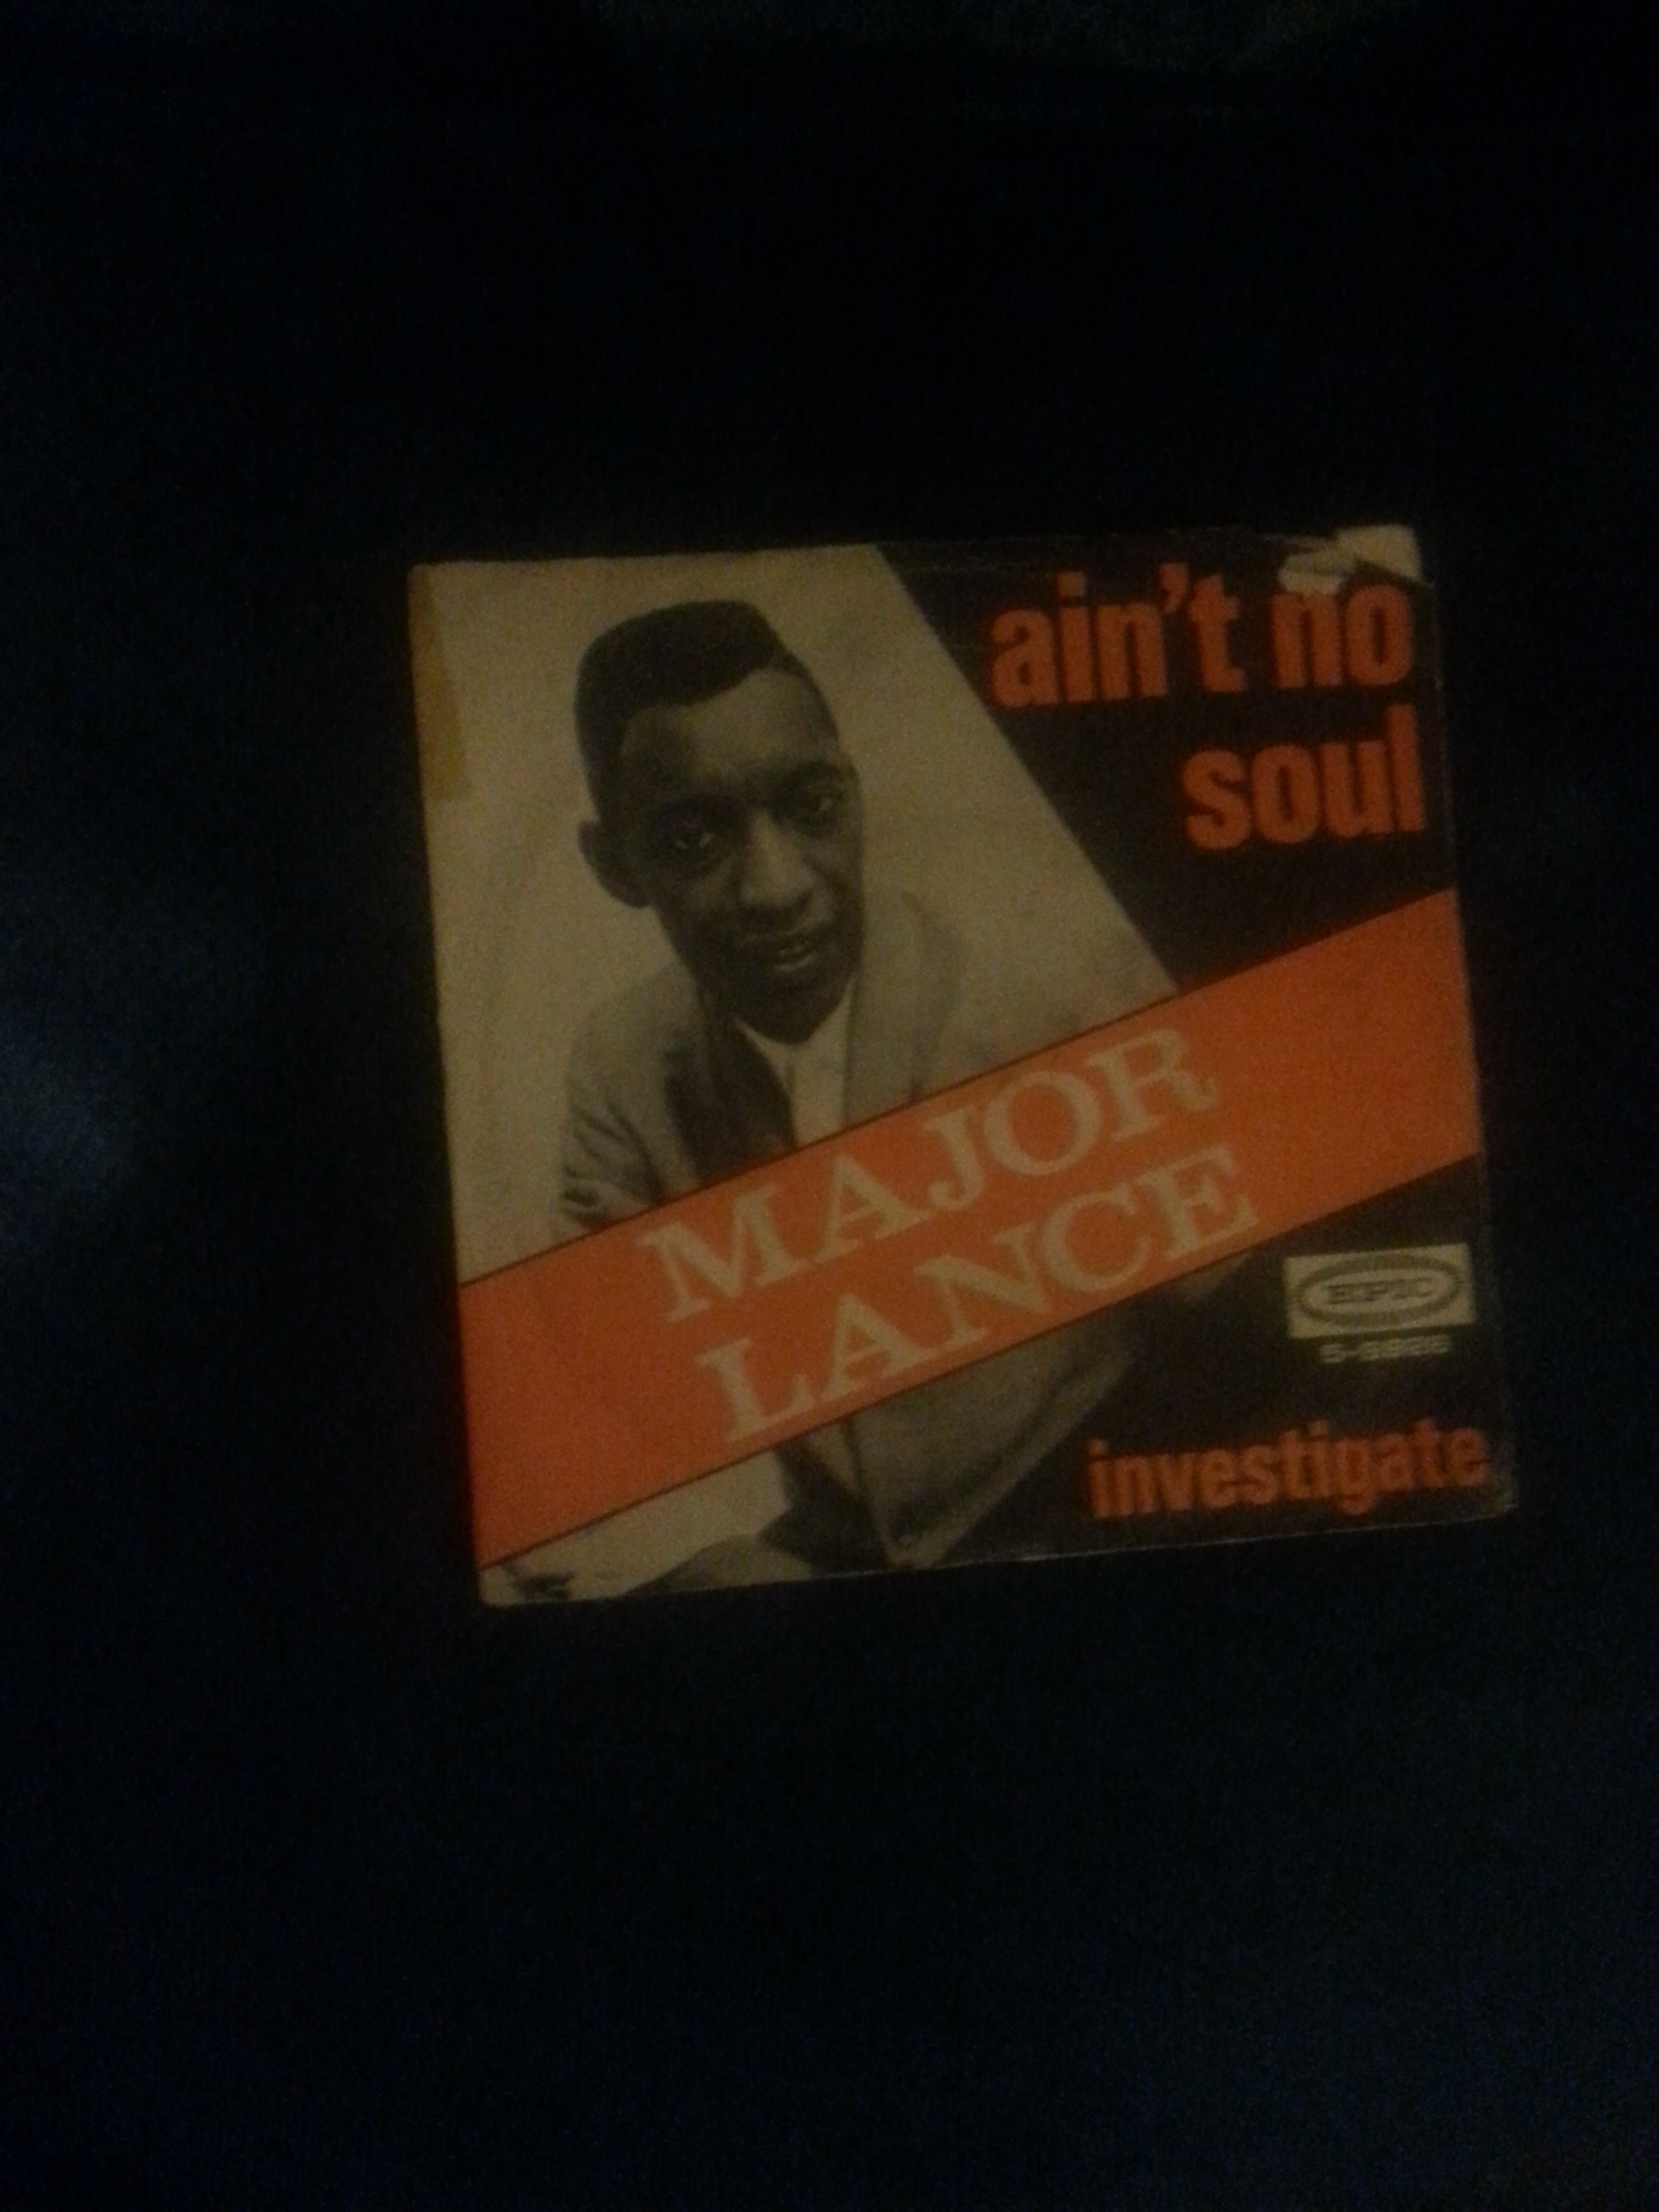 ain't no
soul
MAJOR
LANCE
EPIC
investigate